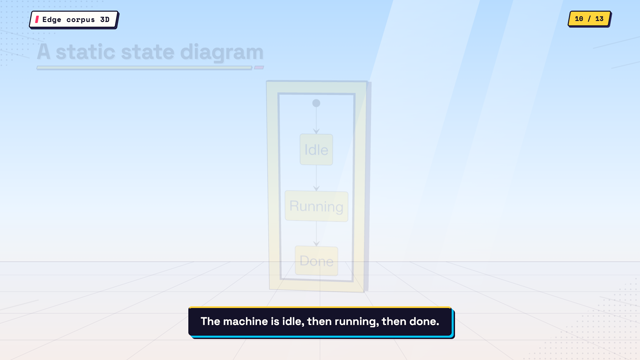 Edge corpus 3D
10 / 13
A static state diagram
Idle
Running
Done
The machine is idle, then running, then done.